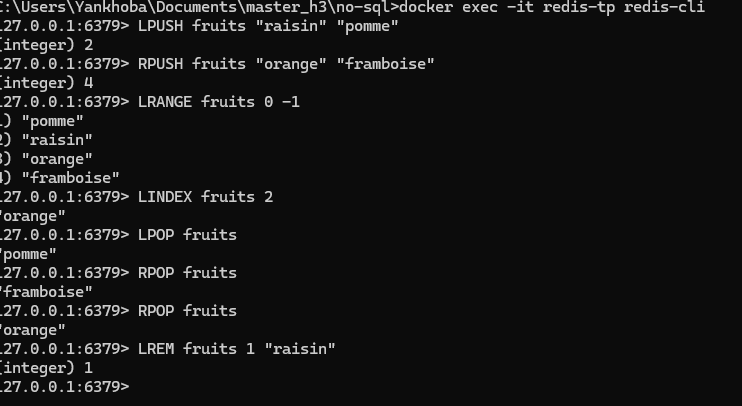 C:\Users\Yankhoba\Documents\master_h3\no-sql>docker exec -it redis-tp redis-cli
127.0.0.1:6379> LPUSH fruits "raisin" "pomme"
(integer) 2
127.0.0.1:6379> RPUSH fruits "orange" "framboise"
(integer) 4
127.0.0.1:6379> LRANGE fruits 0 -1
1) "pomme"
2) "raisin"
3) "orange"
4) "framboise"
127.0.0.1:6379> LINDEX fruits 2
"orange"
127.0.0.1:6379> LPOP fruits
"pomme"
127.0.0.1:6379> RPOP fruits
"framboise"
127.0.0.1:6379> RPOP fruits
"orange"
127.0.0.1:6379> LREM fruits 1 "raisin"
(integer) 1
127.0.0.1:6379>